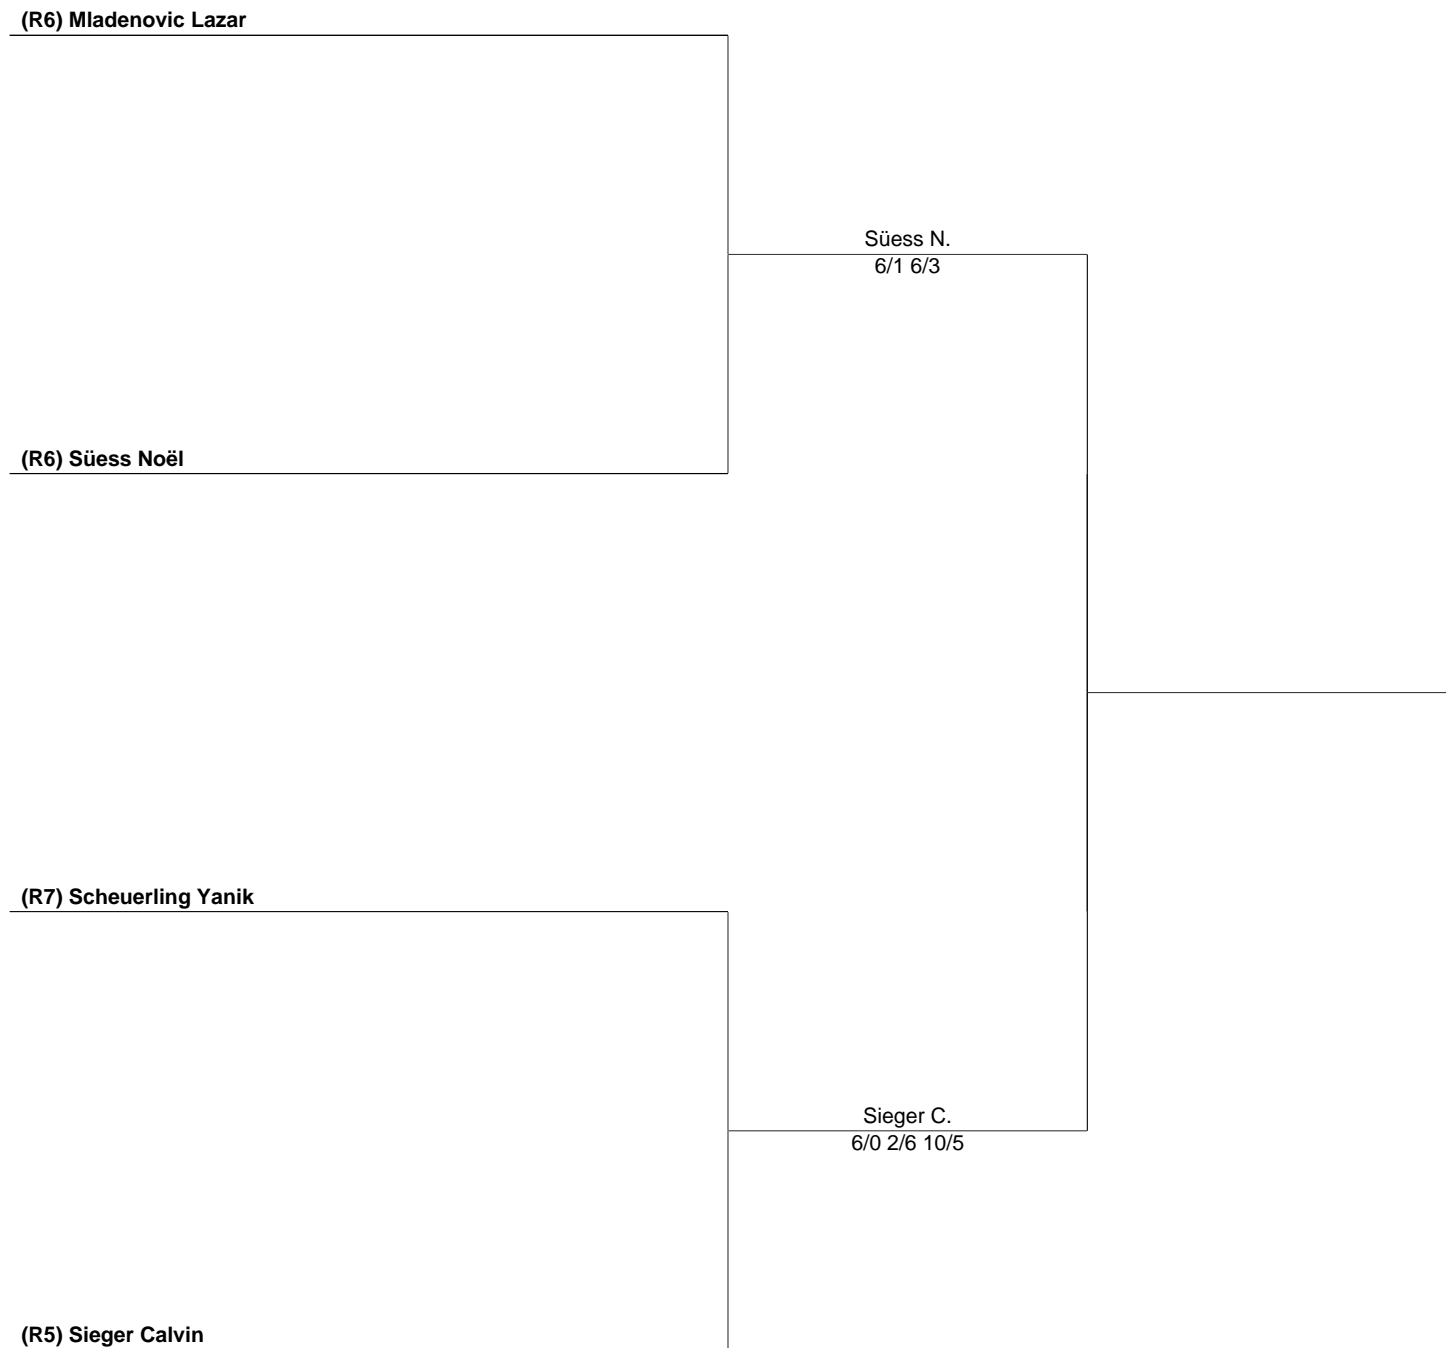 (R6) Mladenovic Lazar
Süess N.
6/1 6/3
(R6) Süess Noël
(R7) Scheuerling Yanik
Sieger C.
6/0 2/6 10/5
(R5) Sieger Calvin